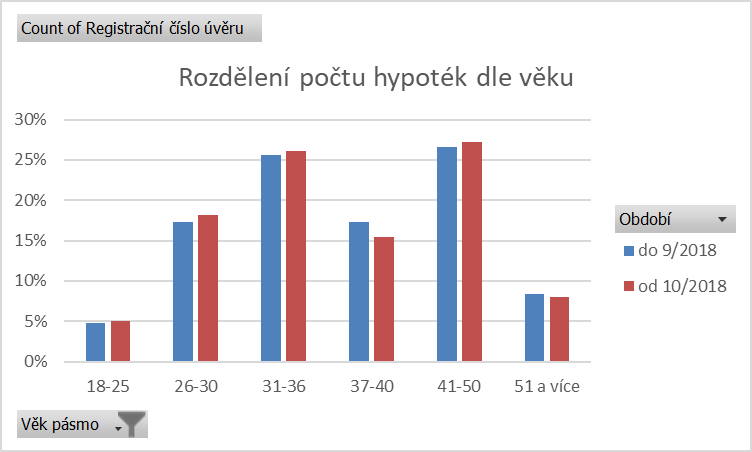 Count of Registrační číslo úvěru
Rozdělení počtu hypoték dle věku
30%
25%
20%
15%
10%
5%
0%
18-25
26-30
31-36
37-40
41-50
51 a více
Období
do 9/2018
od 10/2018
Věk pásmo